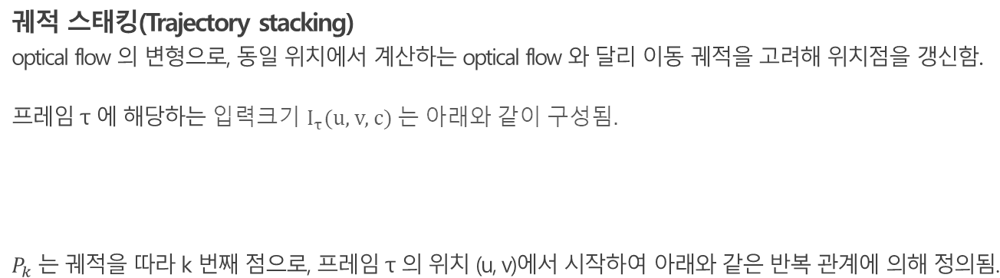 궤적 스태킹(Trajectory stacking)
optical flow 의 변형으로, 동일 위치에서 계산하는 optical flow 와 달리 이동 궤적을 고려해 위치점을 갱신함.
프레임 τ 에 해당하는 입력크기 I_τ(u, v, c) 는 아래와 같이 구성됨.
P_k 는 궤적을 따라 k 번째 점으로, 프레임 τ 의 위치 (u, v)에서 시작하여 아래와 같은 반복 관계에 의해 정의됨.